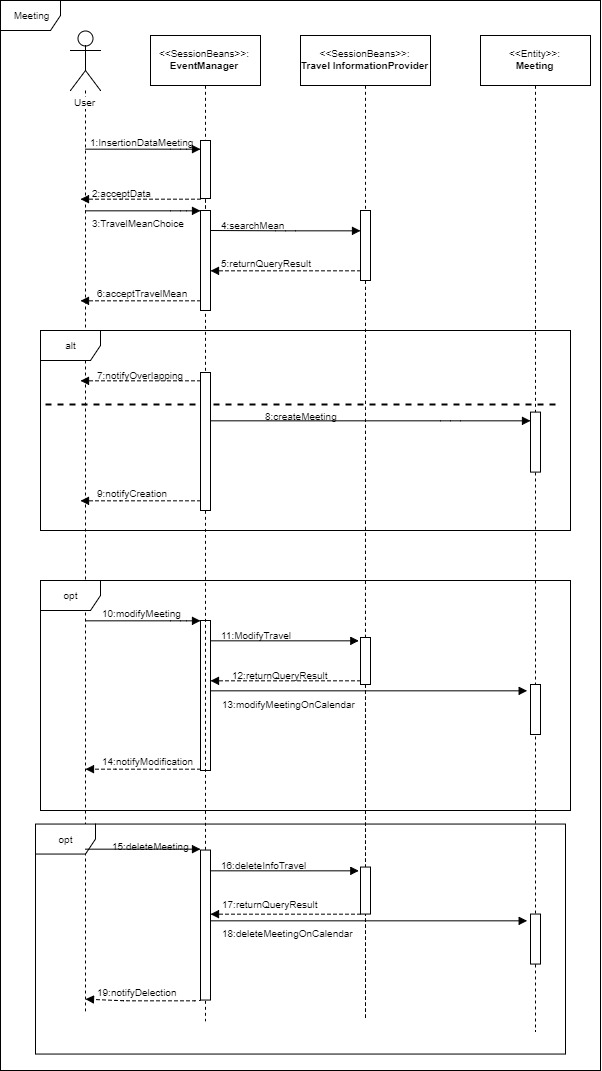 Meeting
<<SessionBeans>>:
EventManager
<<SessionBeans>>:
Travel InformationProvider
<<Entity>>:
Meeting
User
1:InsertionDataMeeting
2:acceptData
3:TravelMeanChoice
4:searchMean
5:returnQueryResult
6:acceptTravelMean
alt
7:notifyOverlapping
8:createMeeting
9:notifyCreation
opt
10:modifyMeeting
11:ModifyTravel
12:returnQueryResult
13:modifyMeetingOnCalendar
14:notifyModification
opt
15:deleteMeeting
16:deleteInfoTravel
17:returnQueryResult
18:deleteMeetingOnCalendar
19:notifyDelection